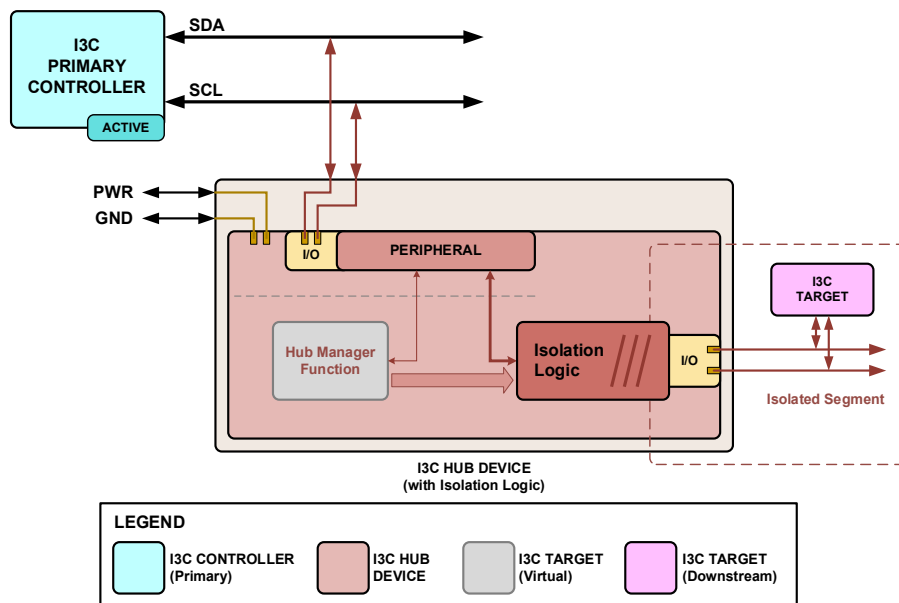 SDA
I3C
PRIMARY
CONTROLLER
SCL
ACTIVE
PWR
GND
I/O
PERIPHERAL
I3C
TARGET
Hub Manager
Function
Isolation
Logic
I/O
Isolated Segment
I3C HUB DEVICE
(with Isolation Logic)
LEGEND
I3C CONTROLLER
(Primary)
I3C HUB
DEVICE
I3C TARGET
(Virtual)
I3C TARGET
(Downstream)